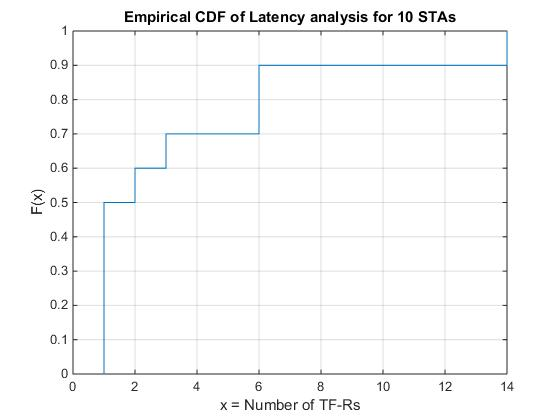 Empirical CDF of Latency analysis for 10 STAs
1
0.9
0.8
0.7
0.6
0.5
0.4
0.3
0.2
0.1
0
F(x)
0 2 4 6 8 10 12 14
x = Number of TF-Rs